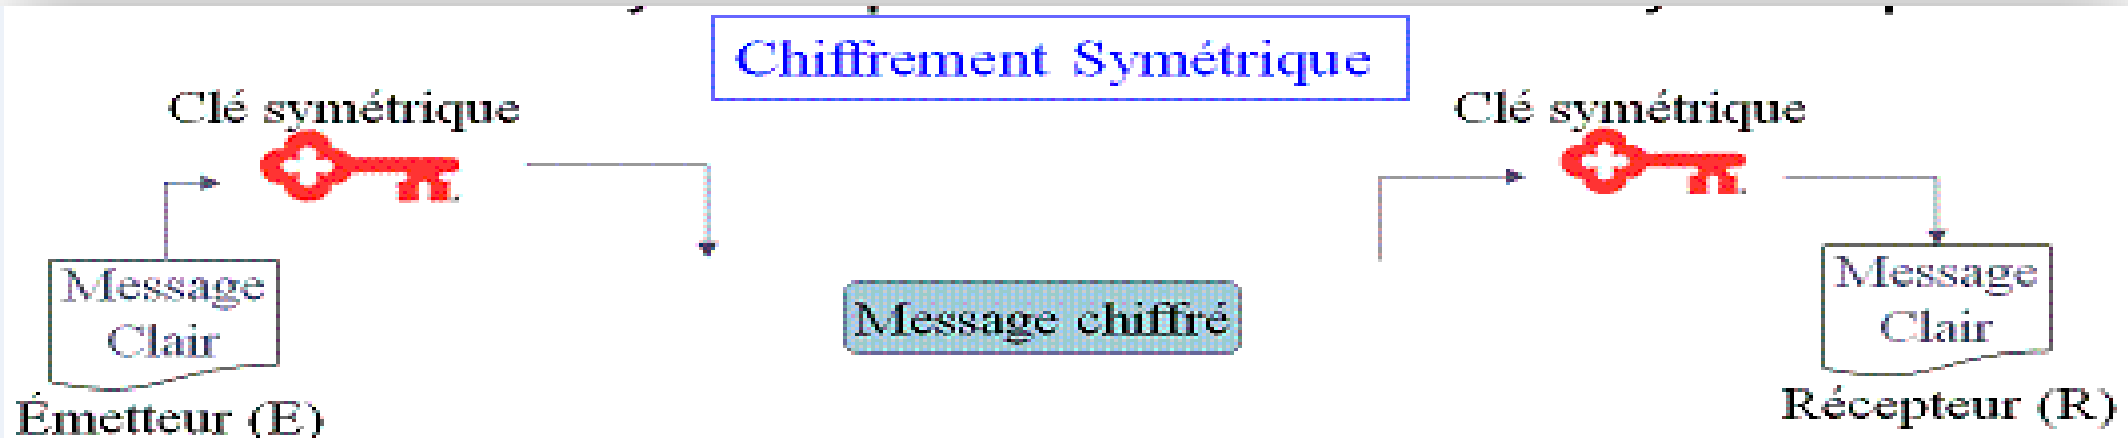 Chiffrement Symétrique
Clé symétrique
Clé symétrique
Message
Clair
Message chiffré
Message
Clair
Émetteur (E)
Récepteur (R)